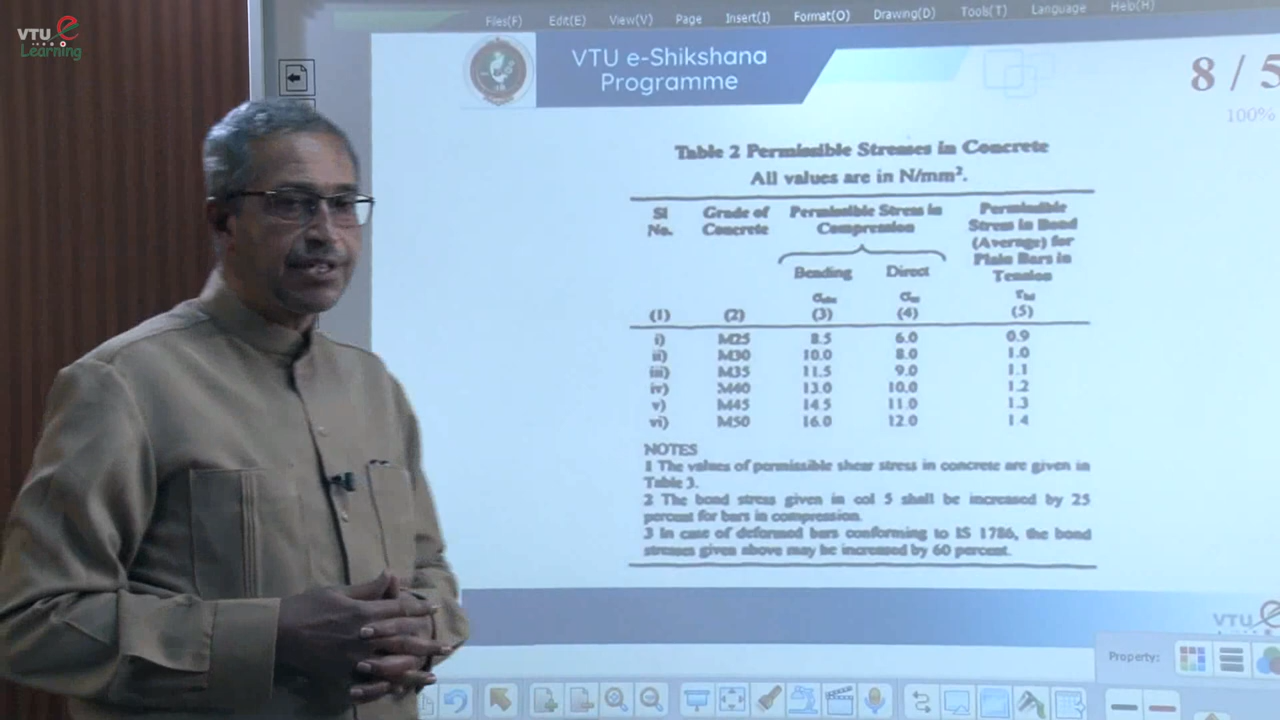 VTU e
Learning
Files(F) Edit(E) View(V) Page Insert(I) Format(O) Drawing(D) Tools(T) Language Help(H)
VTU e-Shikshana
Programme
8 / 5
100%
Table 2 Permissible Stresses in Concrete
All values are in N/mm².
Sl No. Grade of Concrete Permissible Stress in Compression Permissible Stress in Bond (Average) for Plain Bars in Tension
Bending Direct
(1) (2) (3) (4) (5)
i) M25 8.5 6.0 0.9
ii) M30 10.0 8.0 1.0
iii) M35 11.5 9.0 1.1
iv) M40 13.0 10.0 1.2
v) M45 14.5 11.0 1.3
vi) M50 16.0 12.0 1.4
NOTES
1 The values of permissible shear stress in concrete are given in
Table 3.
2 The bond stress given in col 5 shall be increased by 25
percent for bars in compression.
3 In case of deformed bars conforming to IS 1786, the bond
stresses given above may be increased by 60 percent.
VTU e
Property: